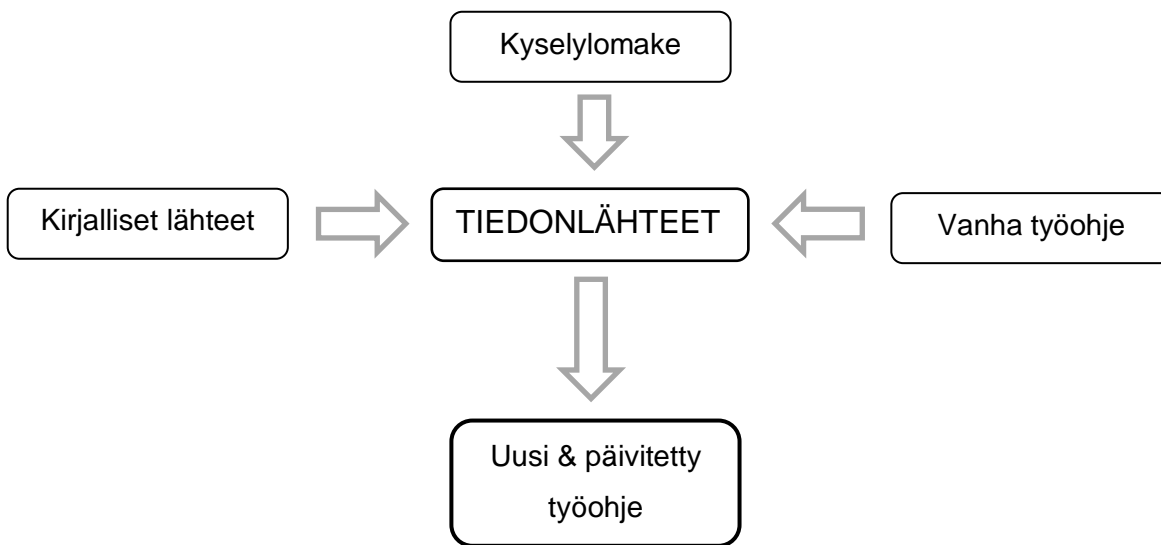 Kyselylomake
Kirjalliset lähteet
TIEDONLÄHTEET
Vanha työohje
Uusi & päivitetty
työohje